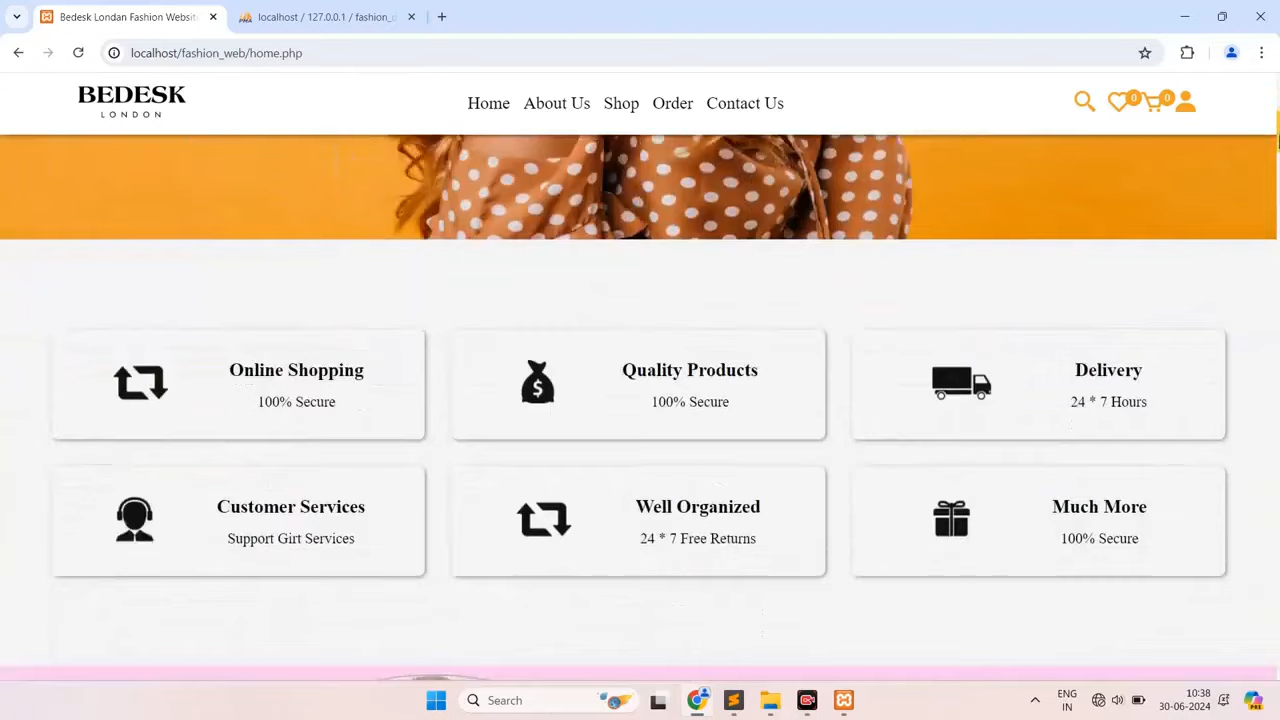 Bedesk Londan Fashion Websit
localhost / 127.0.0.1 / fashion_d
localhost/fashion_web/home.php
BEDESK
LONDON
Home About Us Shop Order Contact Us
0 0
Online Shopping
100% Secure
Quality Products
100% Secure
Delivery
24 * 7 Hours
Customer Services
Support Girt Services
Well Organized
24 * 7 Free Returns
Much More
100% Secure
Search
ENG
IN
10:38
30-06-2024